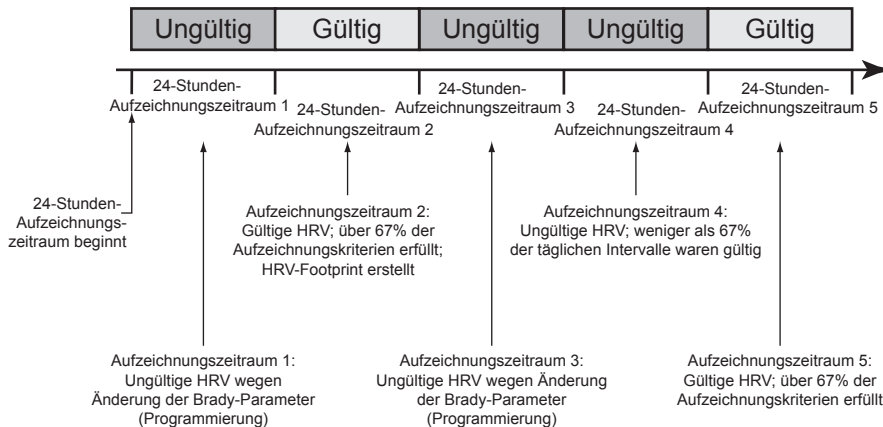 Ungültig Gültig Ungültig Ungültig Gültig
24-Stunden-
Aufzeichnungszeitraum 1
24-Stunden-
Aufzeichnungszeitraum 2
24-Stunden-
Aufzeichnungszeitraum 3
24-Stunden-
Aufzeichnungszeitraum 4
24-Stunden-
Aufzeichnungszeitraum 5
24-Stunden-
Aufzeichnungs-
zeitraum beginnt
Aufzeichnungszeitraum 2:
Gültige HRV; über 67% der
Aufzeichnungskriterien erfüllt;
HRV-Footprint erstellt
Aufzeichnungszeitraum 4:
Ungültige HRV; weniger als 67%
der täglichen Intervalle waren gültig
Aufzeichnungszeitraum 1:
Ungültige HRV wegen
Änderung der Brady-Parameter
(Programmierung)
Aufzeichnungszeitraum 3:
Ungültige HRV wegen Änderung
der Brady-Parameter
(Programmierung)
Aufzeichnungszeitraum 5:
Gültige HRV; über 67% der
Aufzeichnungskriterien erfüllt